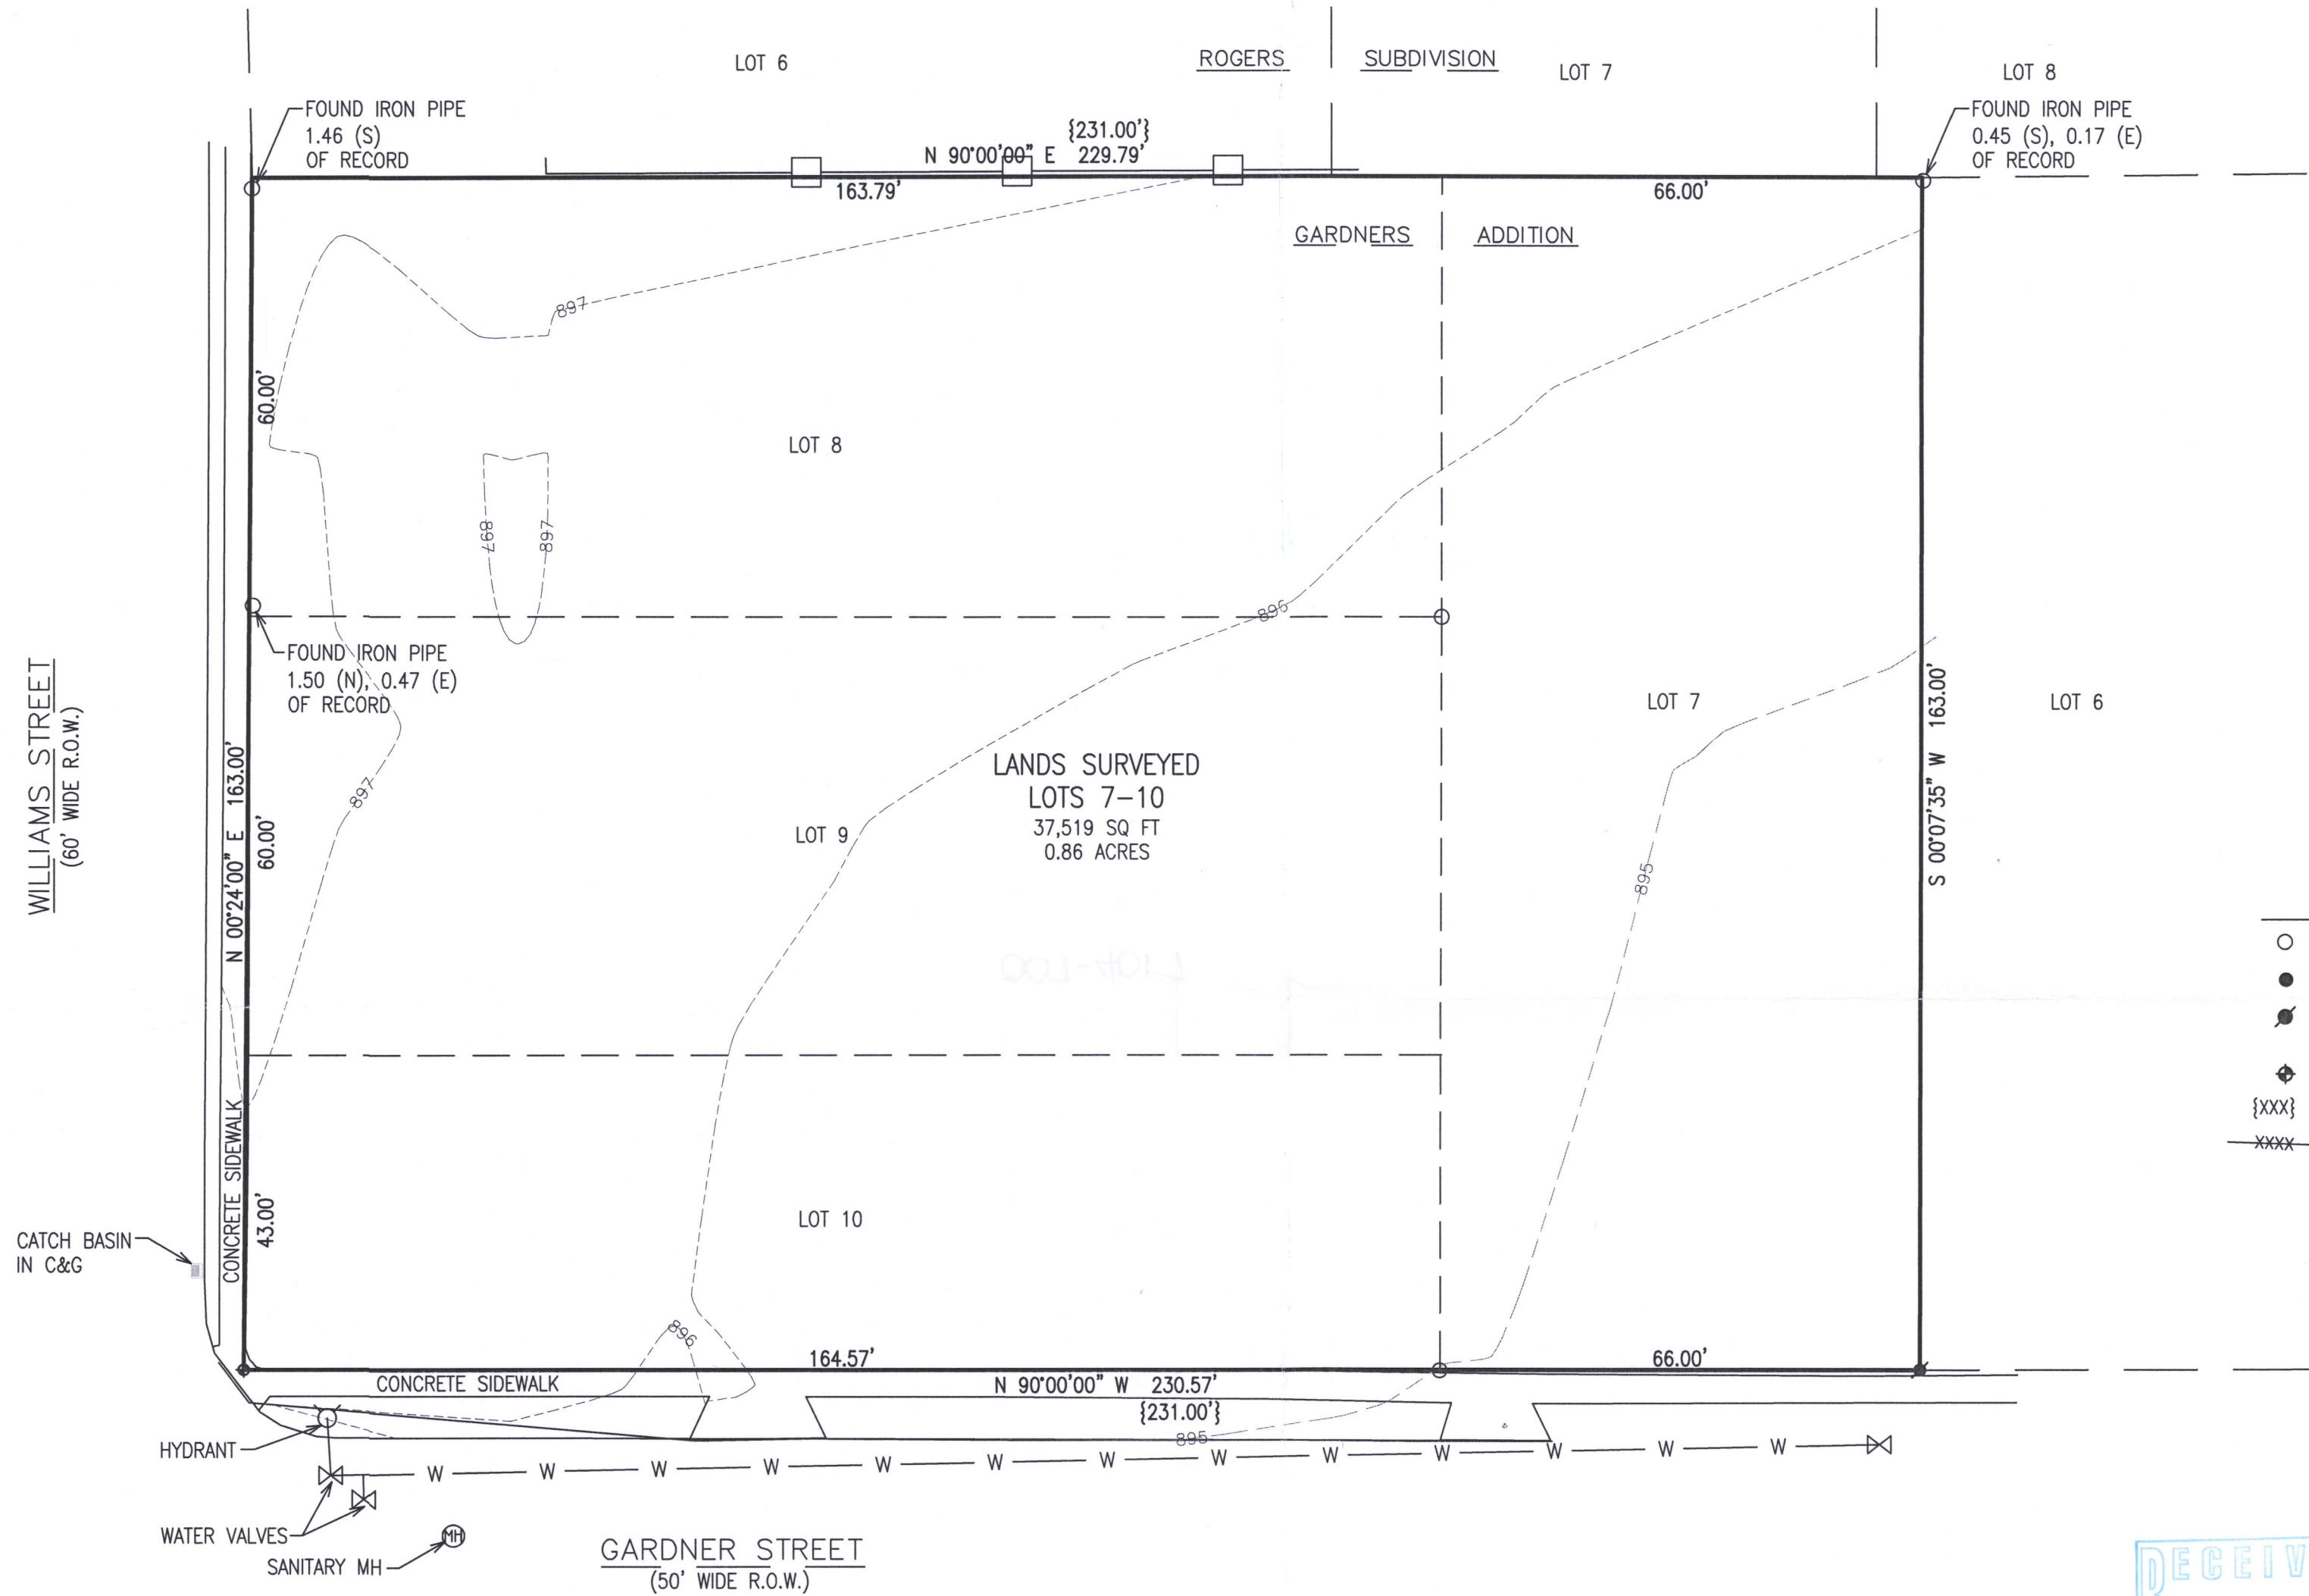 LOT 6
ROGERS SUBDIVISION
LOT 7
LOT 8
FOUND IRON PIPE
1.46 (S)
OF RECORD
{231.00'}
N 90°00'00" E 229.79'
FOUND IRON PIPE
0.45 (S), 0.17 (E)
OF RECORD
163.79'
66.00'
GARDNERS ADDITION
897
60.00'
LOT 8
897
897
896
FOUND IRON PIPE
1.50 (N), 0.47 (E)
OF RECORD
WILLIAMS STREET
(60' WIDE R.O.W.)
LOT 7
S 00°07'35" W 163.00'
LOT 6
N 00°24'00" E 163.00'
60.00'
897
LANDS SURVEYED
LOTS 7-10
37,519 SQ FT
0.86 ACRES
LOT 9
895
{XXX}
XXXX
CONCRETE SIDEWALK
43.00'
LOT 10
CATCH BASIN
IN C&G
896
164.57'
66.00'
CONCRETE SIDEWALK
N 90°00'00" W 230.57'
{231.00'}
895
HYDRANT
W W W W W W W W W W W W W
WATER VALVES
MH
SANITARY MH
GARDNER STREET
(50' WIDE R.O.W.)